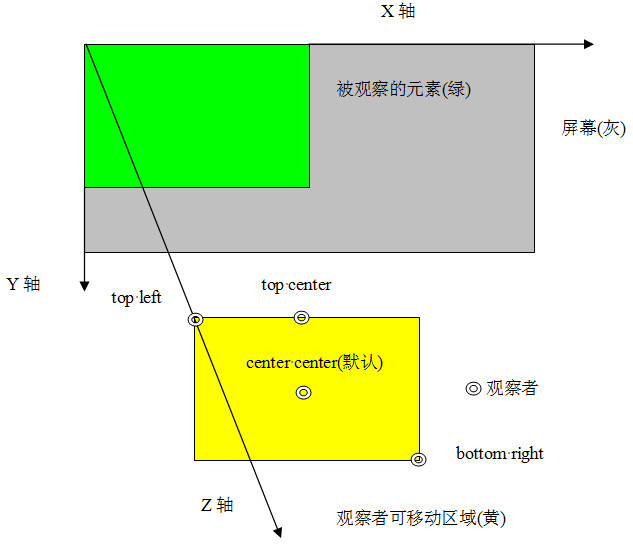 X 轴
被观察的元素(绿)
屏幕(灰)
Y 轴
top·left
top·center
center·center(默认)
观察者
bottom·right
Z 轴
观察者可移动区域(黄)